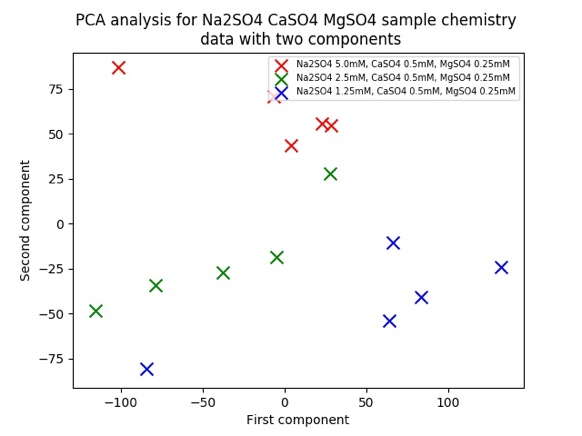 PCA analysis for Na2SO4 CaSO4 MgSO4 sample chemistry
data with two components
Na2SO4 5.0mM, CaSO4 0.5mM, MgSO4 0.25mM
Na2SO4 2.5mM, CaSO4 0.5mM, MgSO4 0.25mM
Na2SO4 1.25mM, CaSO4 0.5mM, MgSO4 0.25mM
Second component
75
50
25
0
−25
−50
−75
−100
−50
0
50
100
First component